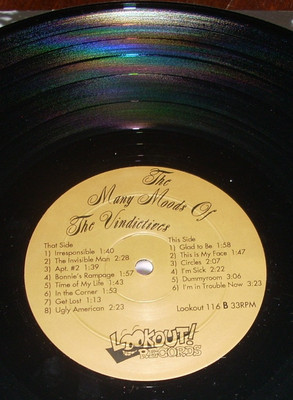 The
Many Moods Of
The Vindictives
That Side
1) Irresponsible 1:40
2) The Invisible Man 2:28
3) Apt. #2 1:39
4) Bonnie's Rampage 1:57
5) Time of My Life 1:43
6) In the Corner 1:53
7) Get Lost 1:13
8) Ugly American 2:23
This Side
1) Glad to Be 1:58
2) This is My Face 1:47
3) Circles 2:07
4) I'm Sick 2:22
5) Dummyroom 3:06
6) I'm in Trouble Now 3:23
Lookout 116 B 33RPM
LOOKOUT!
RECORDS